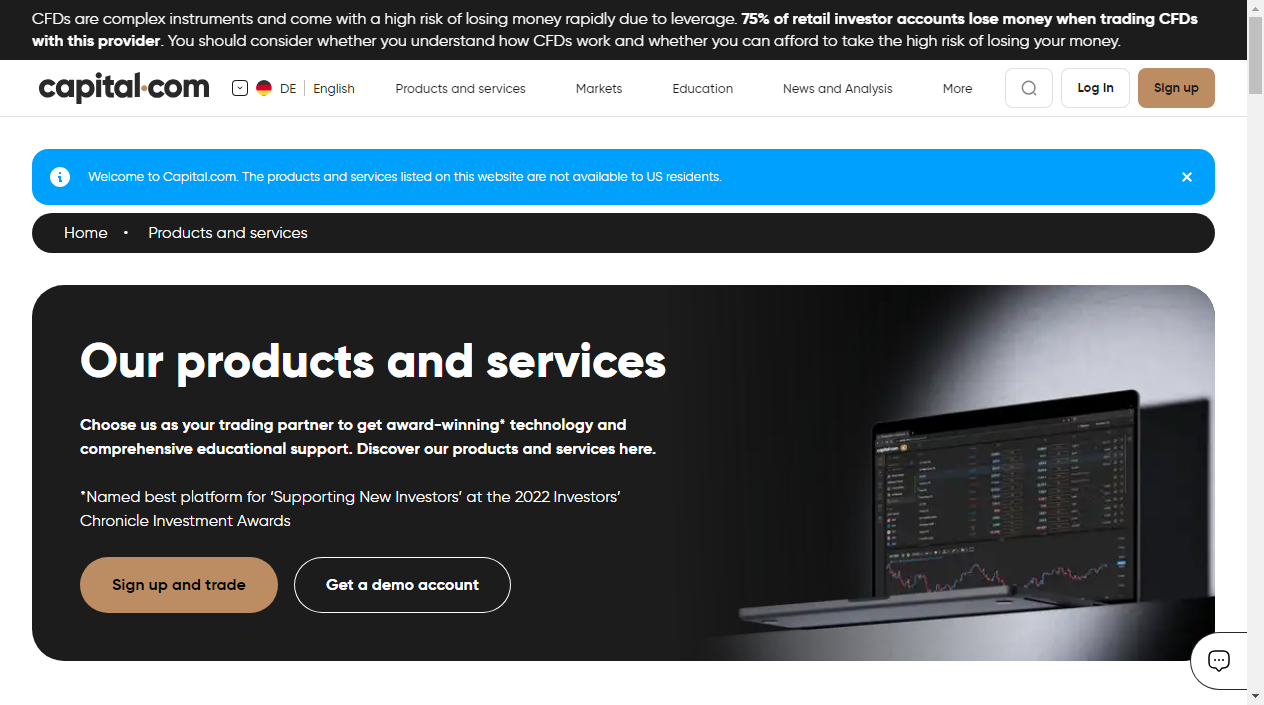 CFDs are complex instruments and come with a high risk of losing money rapidly due to leverage. 75% of retail investor accounts lose money when trading CFDs
with this provider. You should consider whether you understand how CFDs work and whether you can afford to take the high risk of losing your money.
capital.com DE English Products and services Markets Education News and Analysis More Log In Sign up
Welcome to Capital.com. The products and services listed on this website are not available to US residents.
Home • Products and services
Our products and services
Choose us as your trading partner to get award-winning* technology and
comprehensive educational support. Discover our products and services here.
*Named best platform for ‘Supporting New Investors’ at the 2022 Investors’
Chronicle Investment Awards
Sign up and trade Get a demo account
capital.com